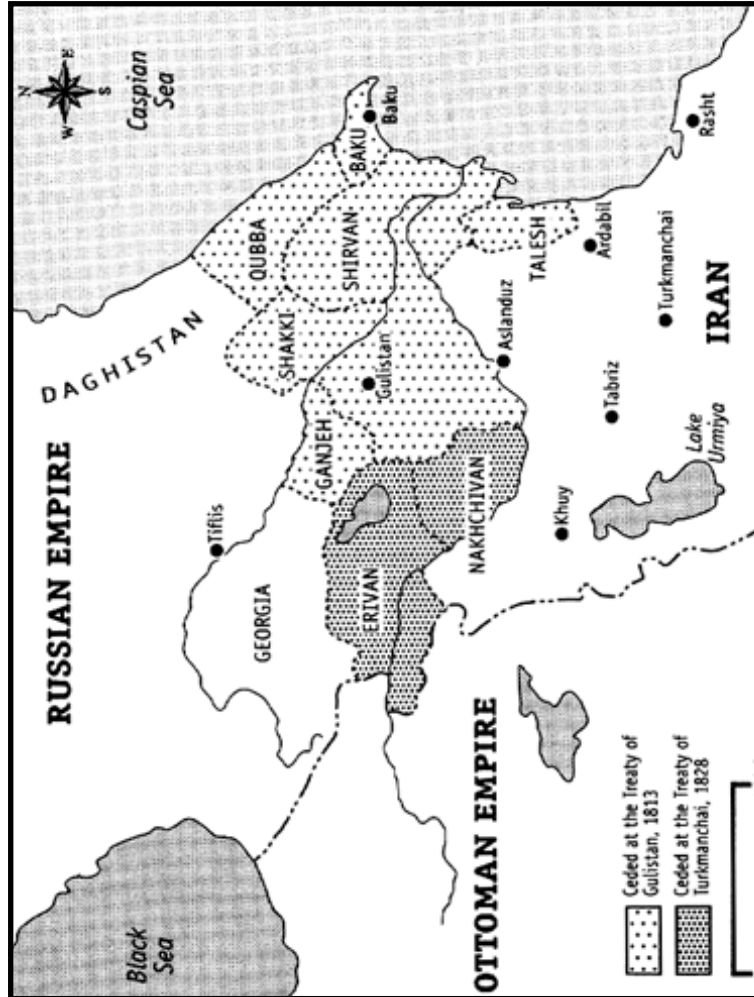 RUSSIAN EMPIRE
DAGHISTAN
Caspian
Sea
N
E
S
W
Black
Sea
Tiflis
GEORGIA
QUBBA
BAKU
Baku
SHIRVAN
SHAKKI
GANJEH
Gulistan
ERIVAN
NAKHCHIVAN
TALESH
Aslanduz
Ardabil
Rasht
Khuy
Tabriz
Turkmanchai
Lake
Urmiya
OTTOMAN EMPIRE
IRAN
Ceded at the Treaty of
Gulistan, 1813
Ceded at the Treaty of
Turkmanchai, 1828